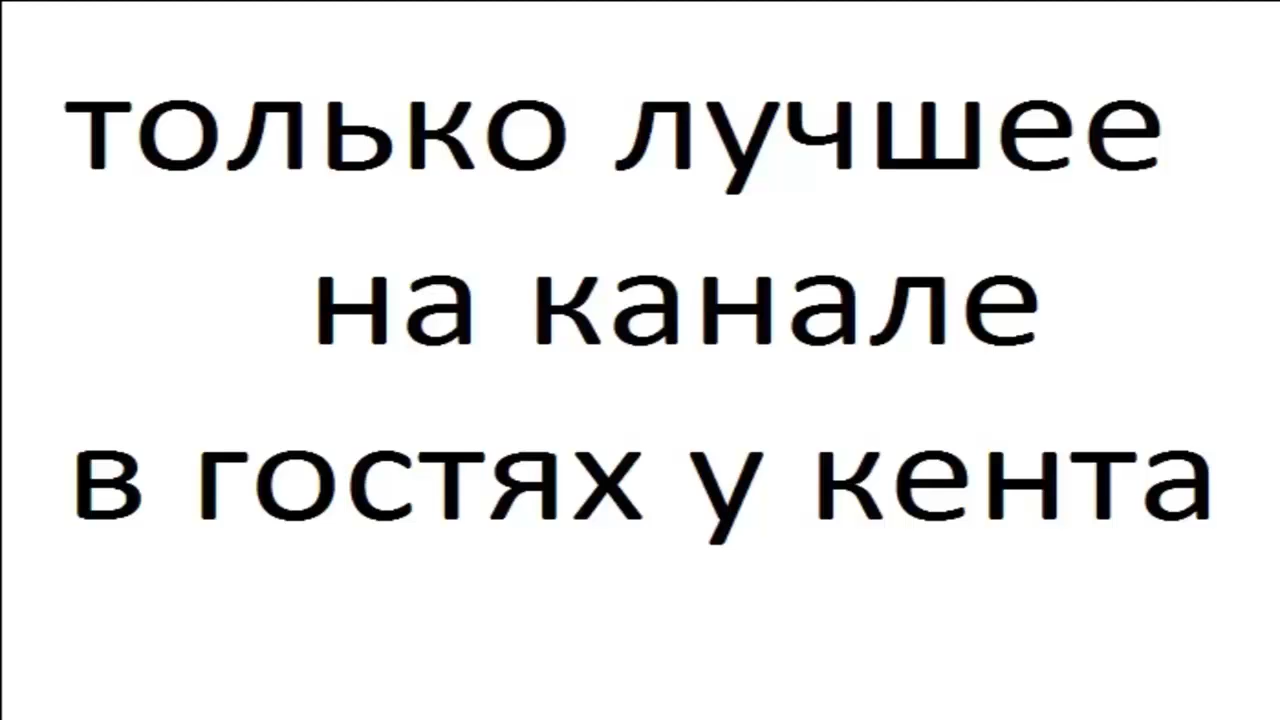 только лучшее
на канале
в гостях у кента